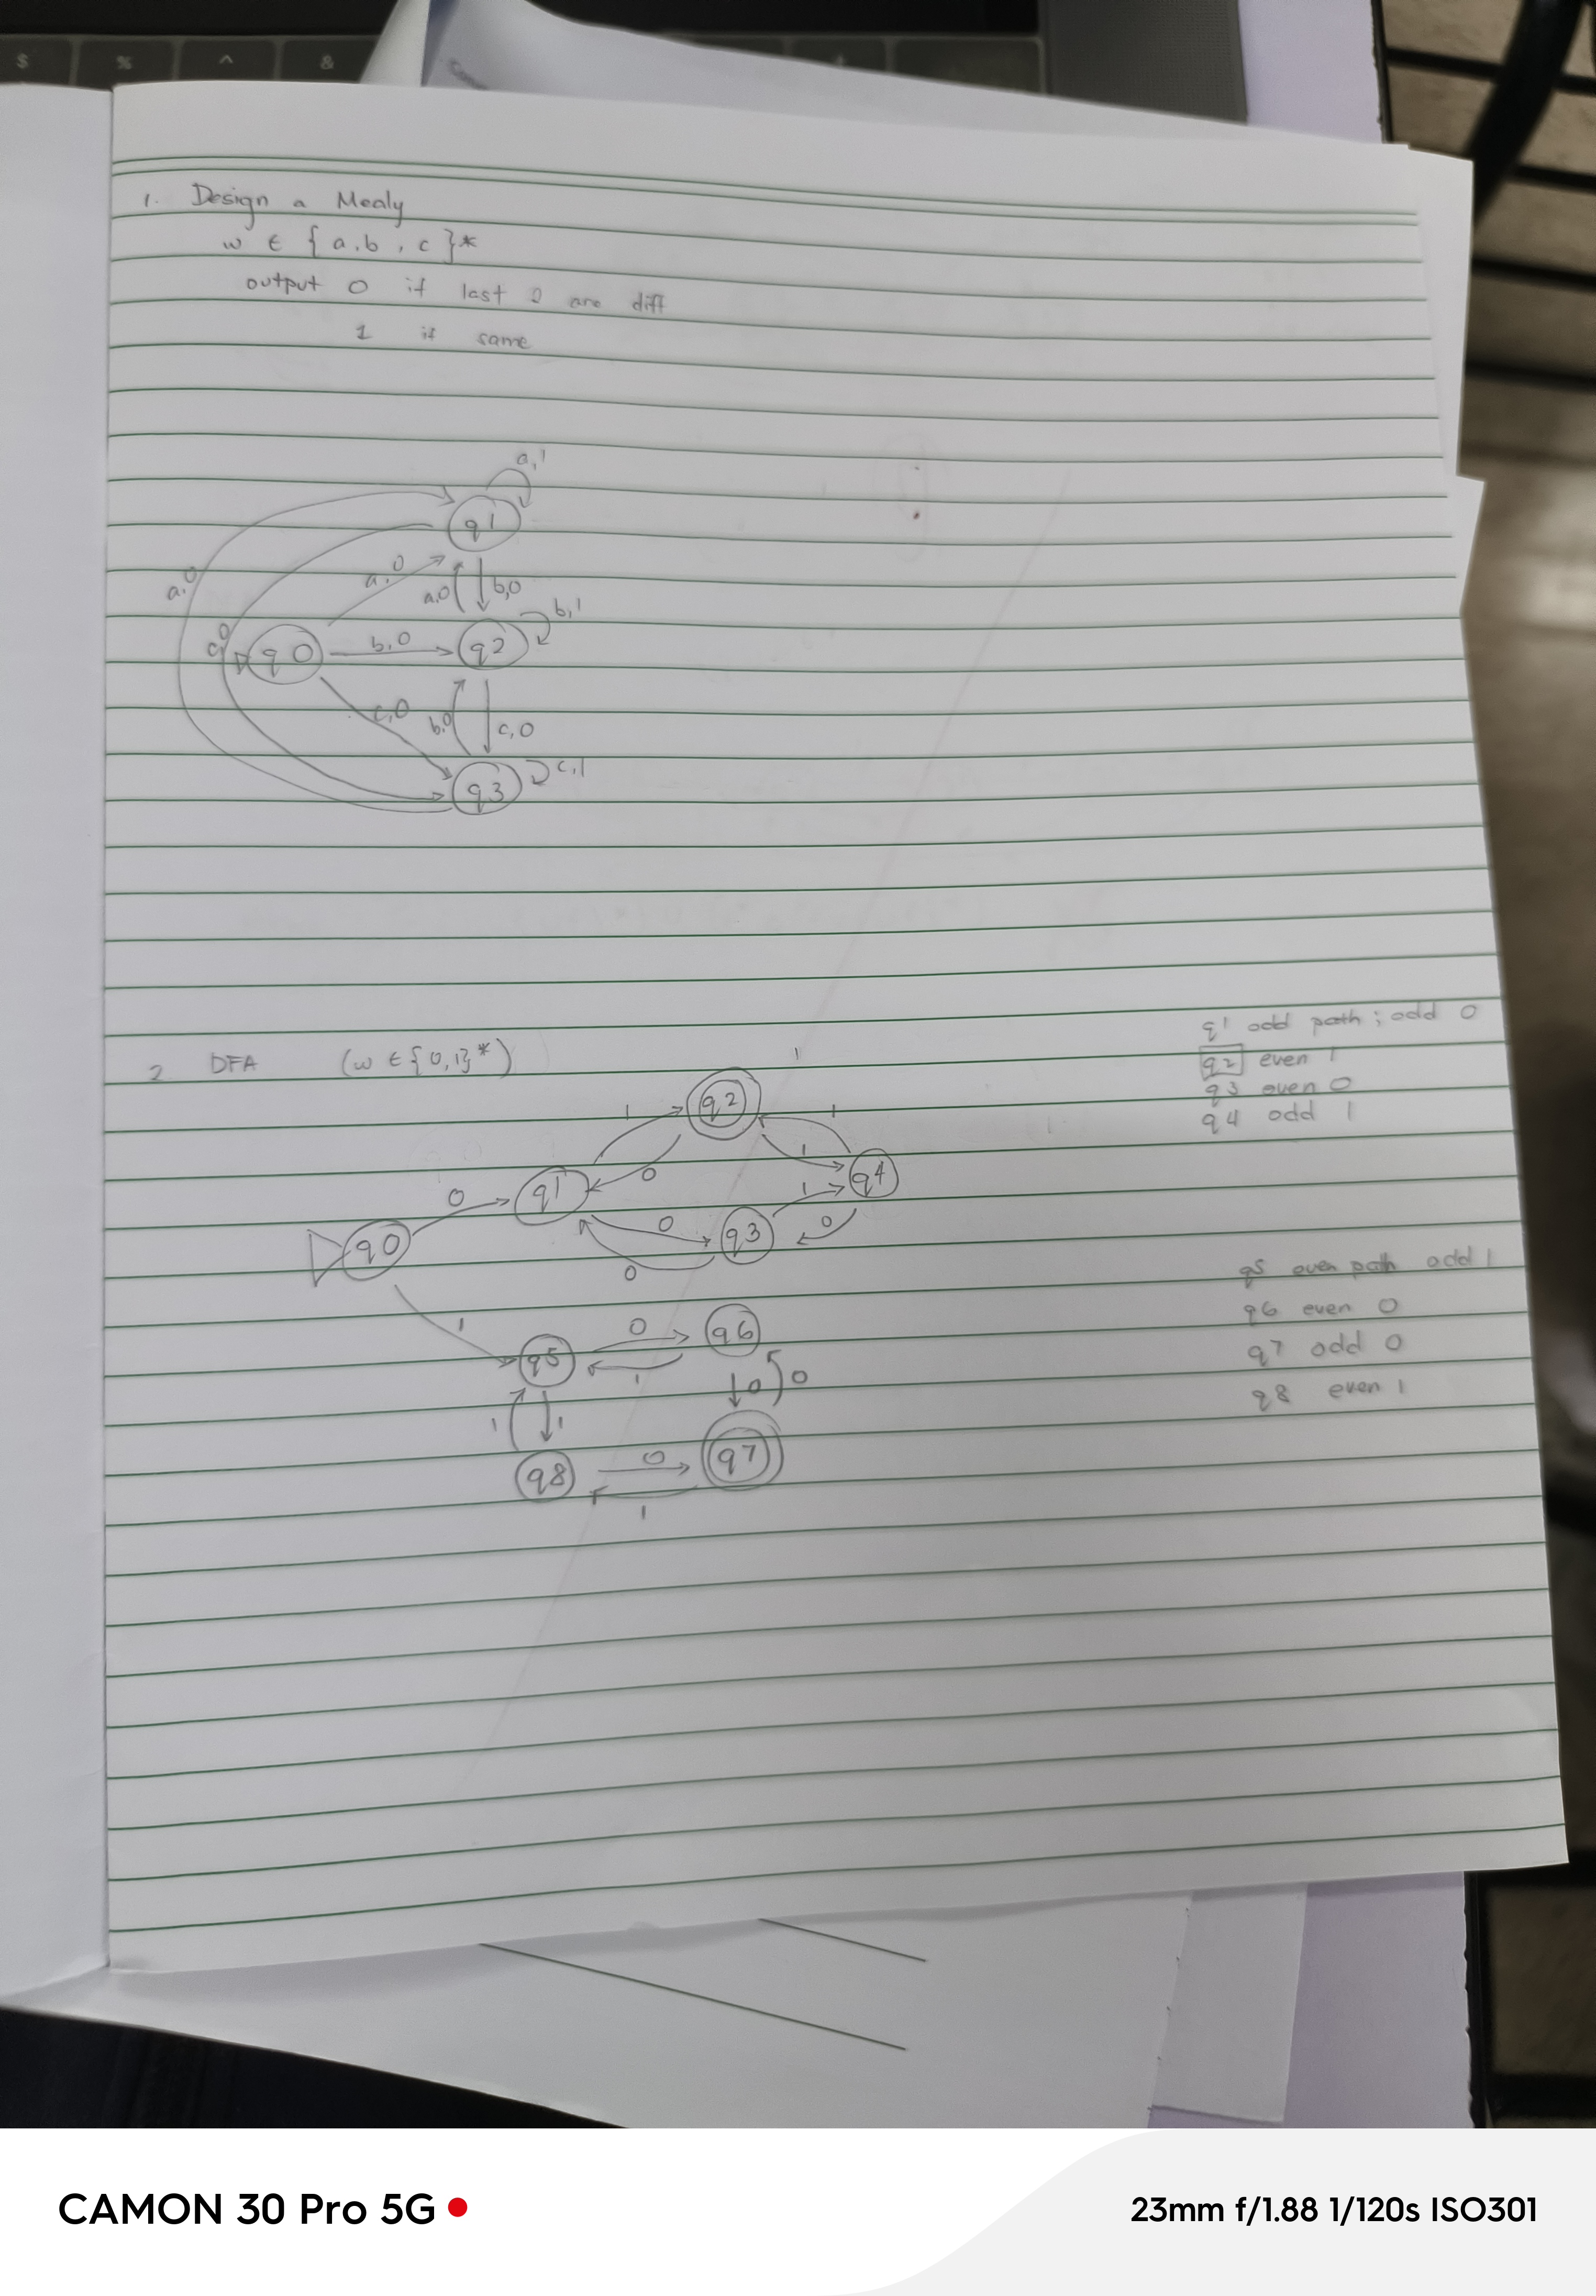 $ % ^ &
1. Design a Mealy
w ∈ {a,b,c}*
output 0 if last 2 are diff
1 if same
a,1
q1
a,0
a,0
a,0
b,0
b,1
c,0
q0
b,0
q2
c,0
b,0
c,0
q3
c,1
2 DFA (w ∈ {0,1}*)
1
q1 odd path ; odd 0
q2 even 1
q3 even 0
q4 odd 1
q2
1
1
1
0
q4
q1
1
0
0
q3
0
q0
0
1
q5 even path odd 1
q6 even 0
q7 odd 0
q8 even 1
0
q6
q5
1
0
0
1
1
q8
0
q7
1
CAMON 30 Pro 5G
23mm f/1.88 1/120s ISO301